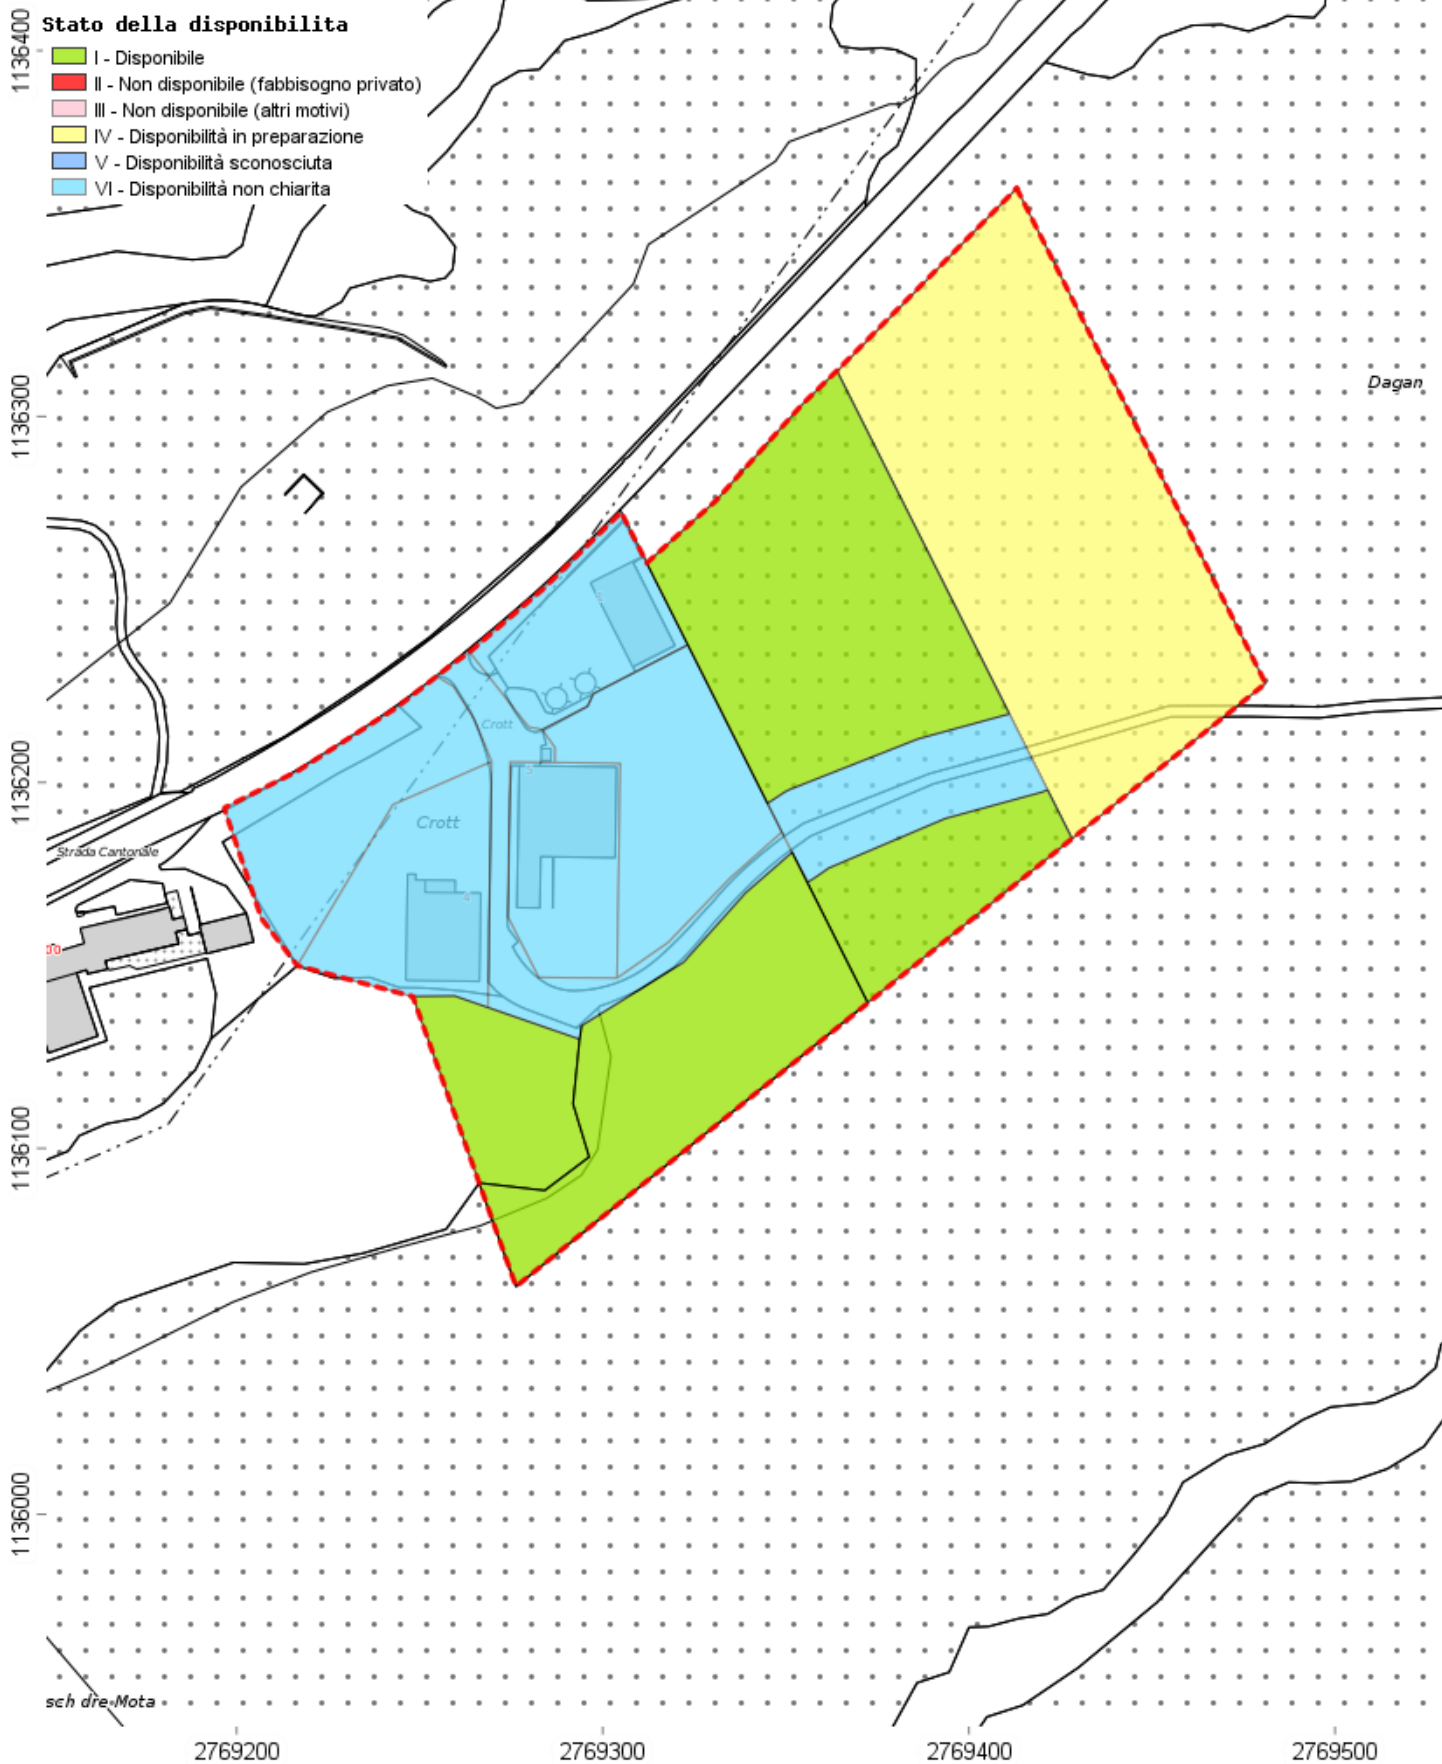 Stato della disponibilita
I - Disponibile
II - Non disponibile (fabbisogno privato)
III - Non disponibile (altri motivi)
IV - Disponibilità in preparazione
V - Disponibilità sconosciuta
VI - Disponibilità non chiarita
1136400
1136300
1136200
1136100
1136000
Dagan
Crott
Crott
Strada Cantonale
sch dre Mota
2769200
2769300
2769400
2769500